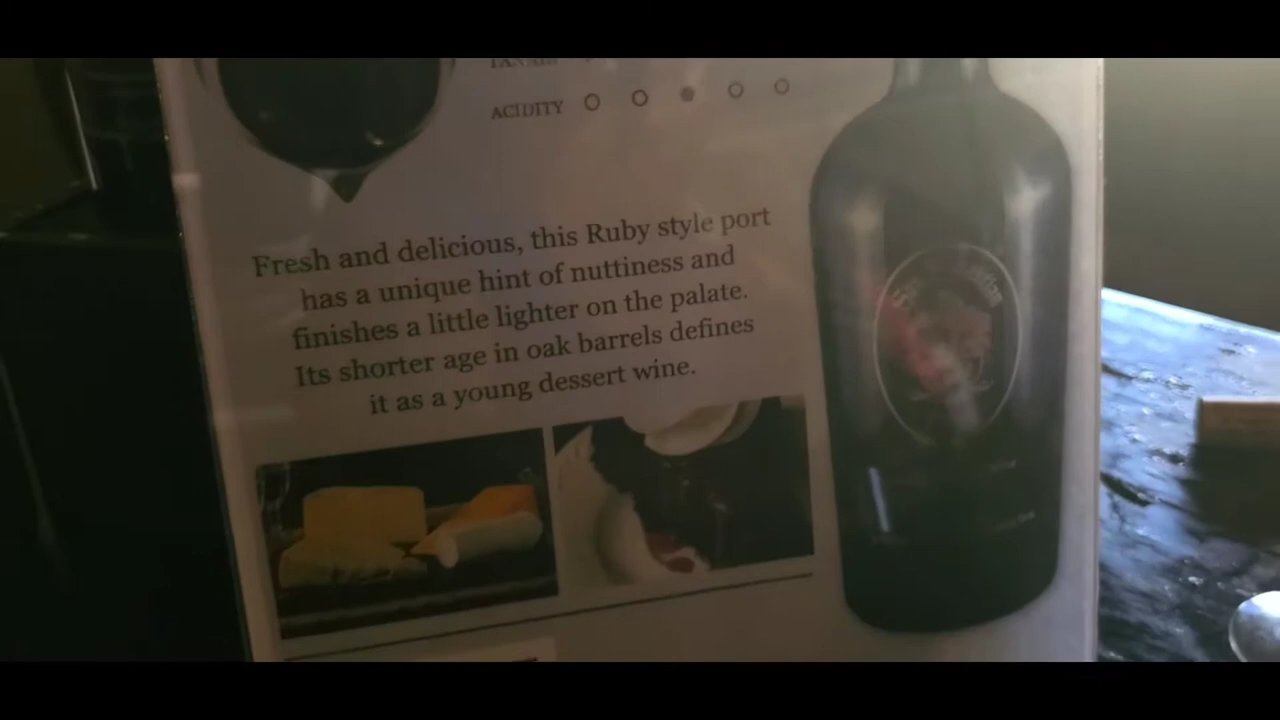 ACIDITY
Fresh and delicious, this Ruby style port
has a unique hint of nuttiness and
finishes a little lighter on the palate.
Its shorter age in oak barrels defines
it as a young dessert wine.